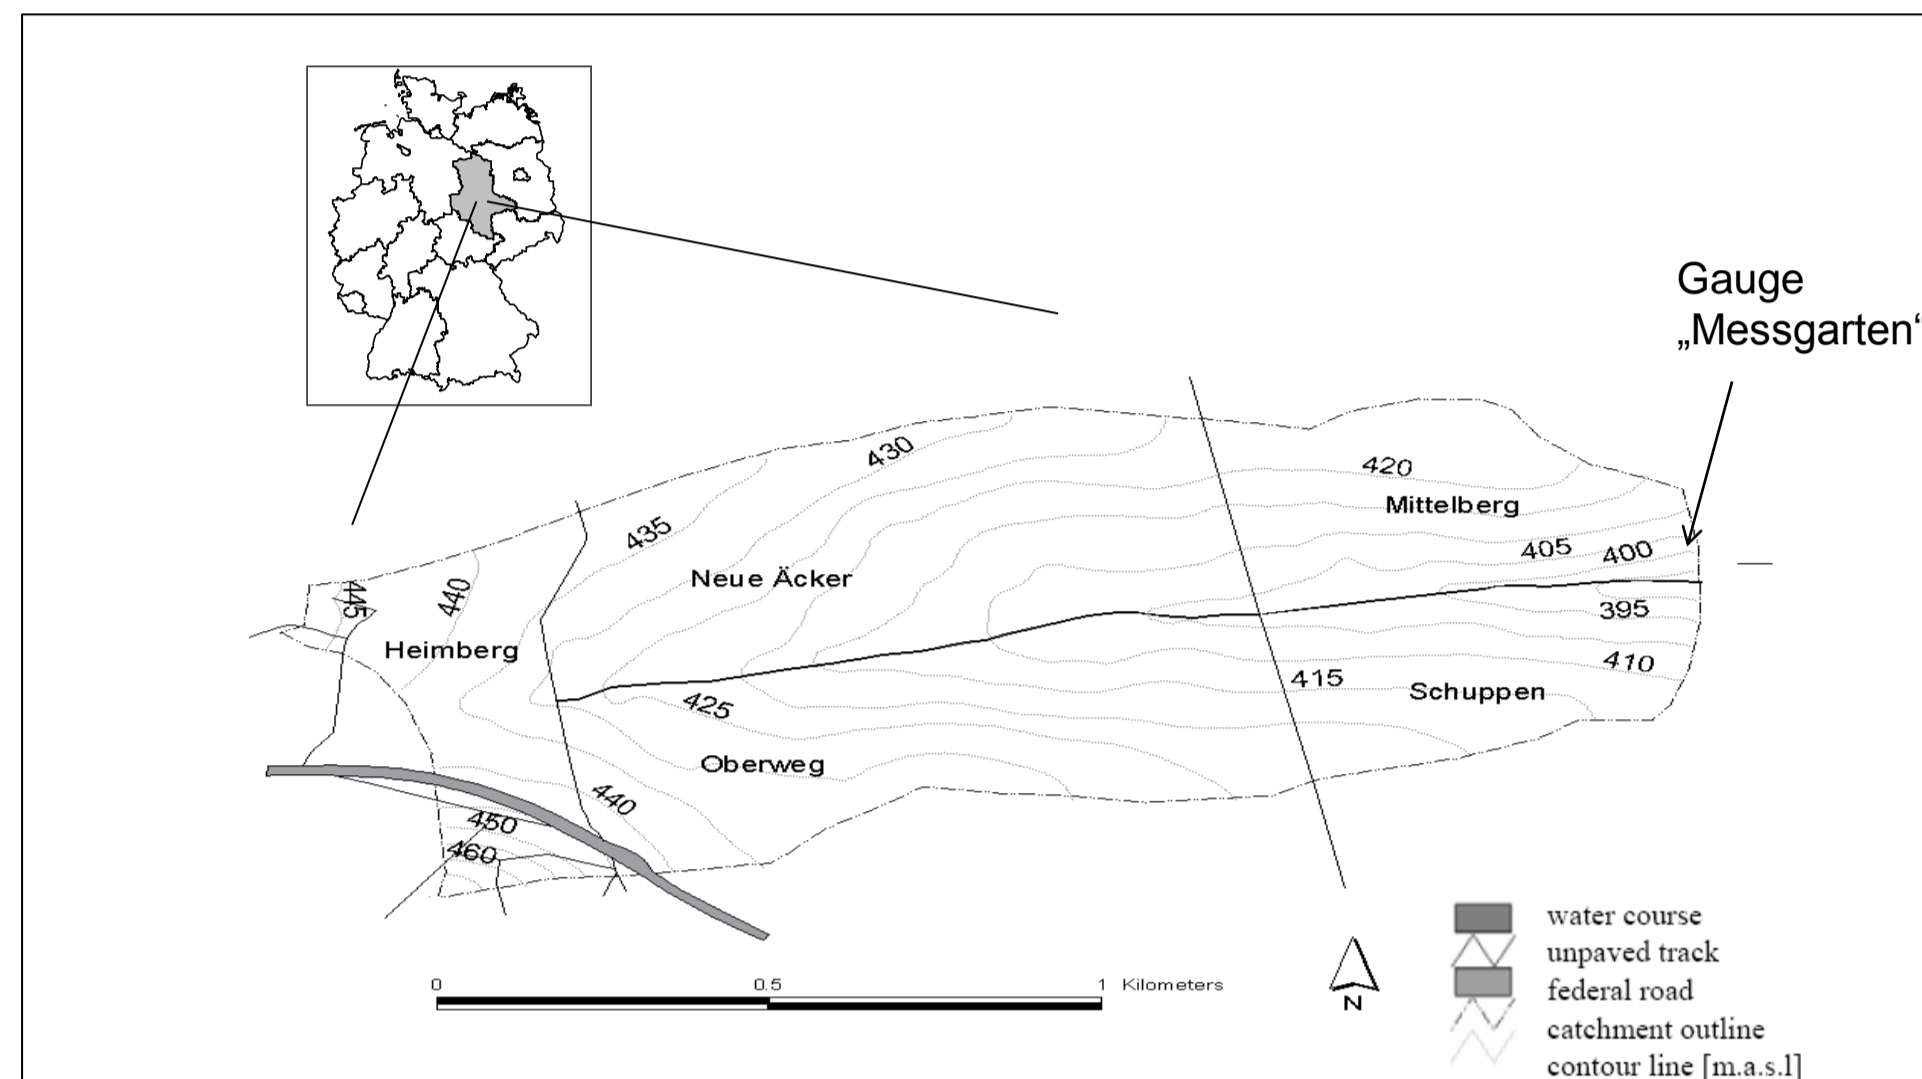 Gauge
„Messgarten“
430
420
435
Mittelberg
405
400
Neue Äcker
440
445
395
Heimberg
410
415
Schuppen
425
Oberweg
440
450
460
0 0.5 1 Kilometers
N
water course
unpaved track
federal road
catchment outline
contour line [m.a.s.l]